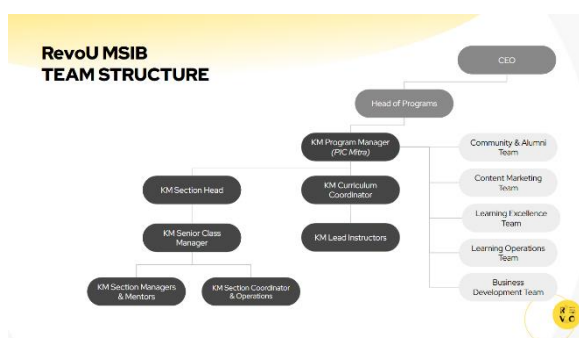 RevoU MSIB
TEAM STRUCTURE
CEO
Head of Programs
KM Program Manager
(PIC Mitra)
Community & Alumni
Team
Content Marketing
Team
KM Section Head
KM Curriculum
Coordinator
Learning Excellence
Team
KM Senior Class
Manager
KM Lead Instructors
Learning Operations
Team
KM Section Managers
& Mentors
KM Section Coordinator
& Operations
Business
Development Team